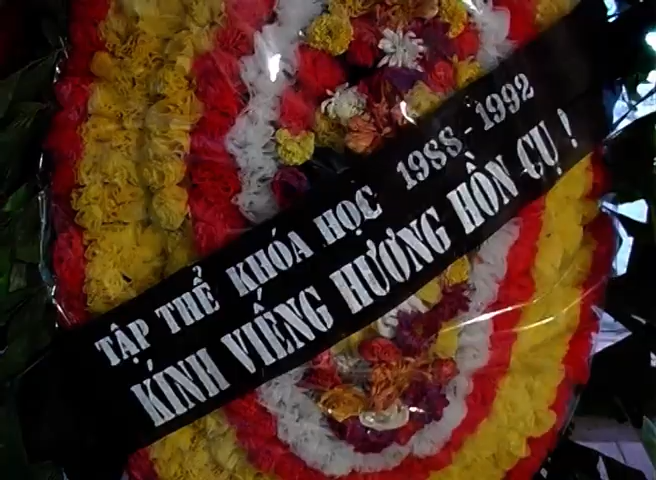 TẬP THỂ KHÓA HỌC 1988-1992
KÍNH VIẾNG HƯƠNG HỒN CỤ!